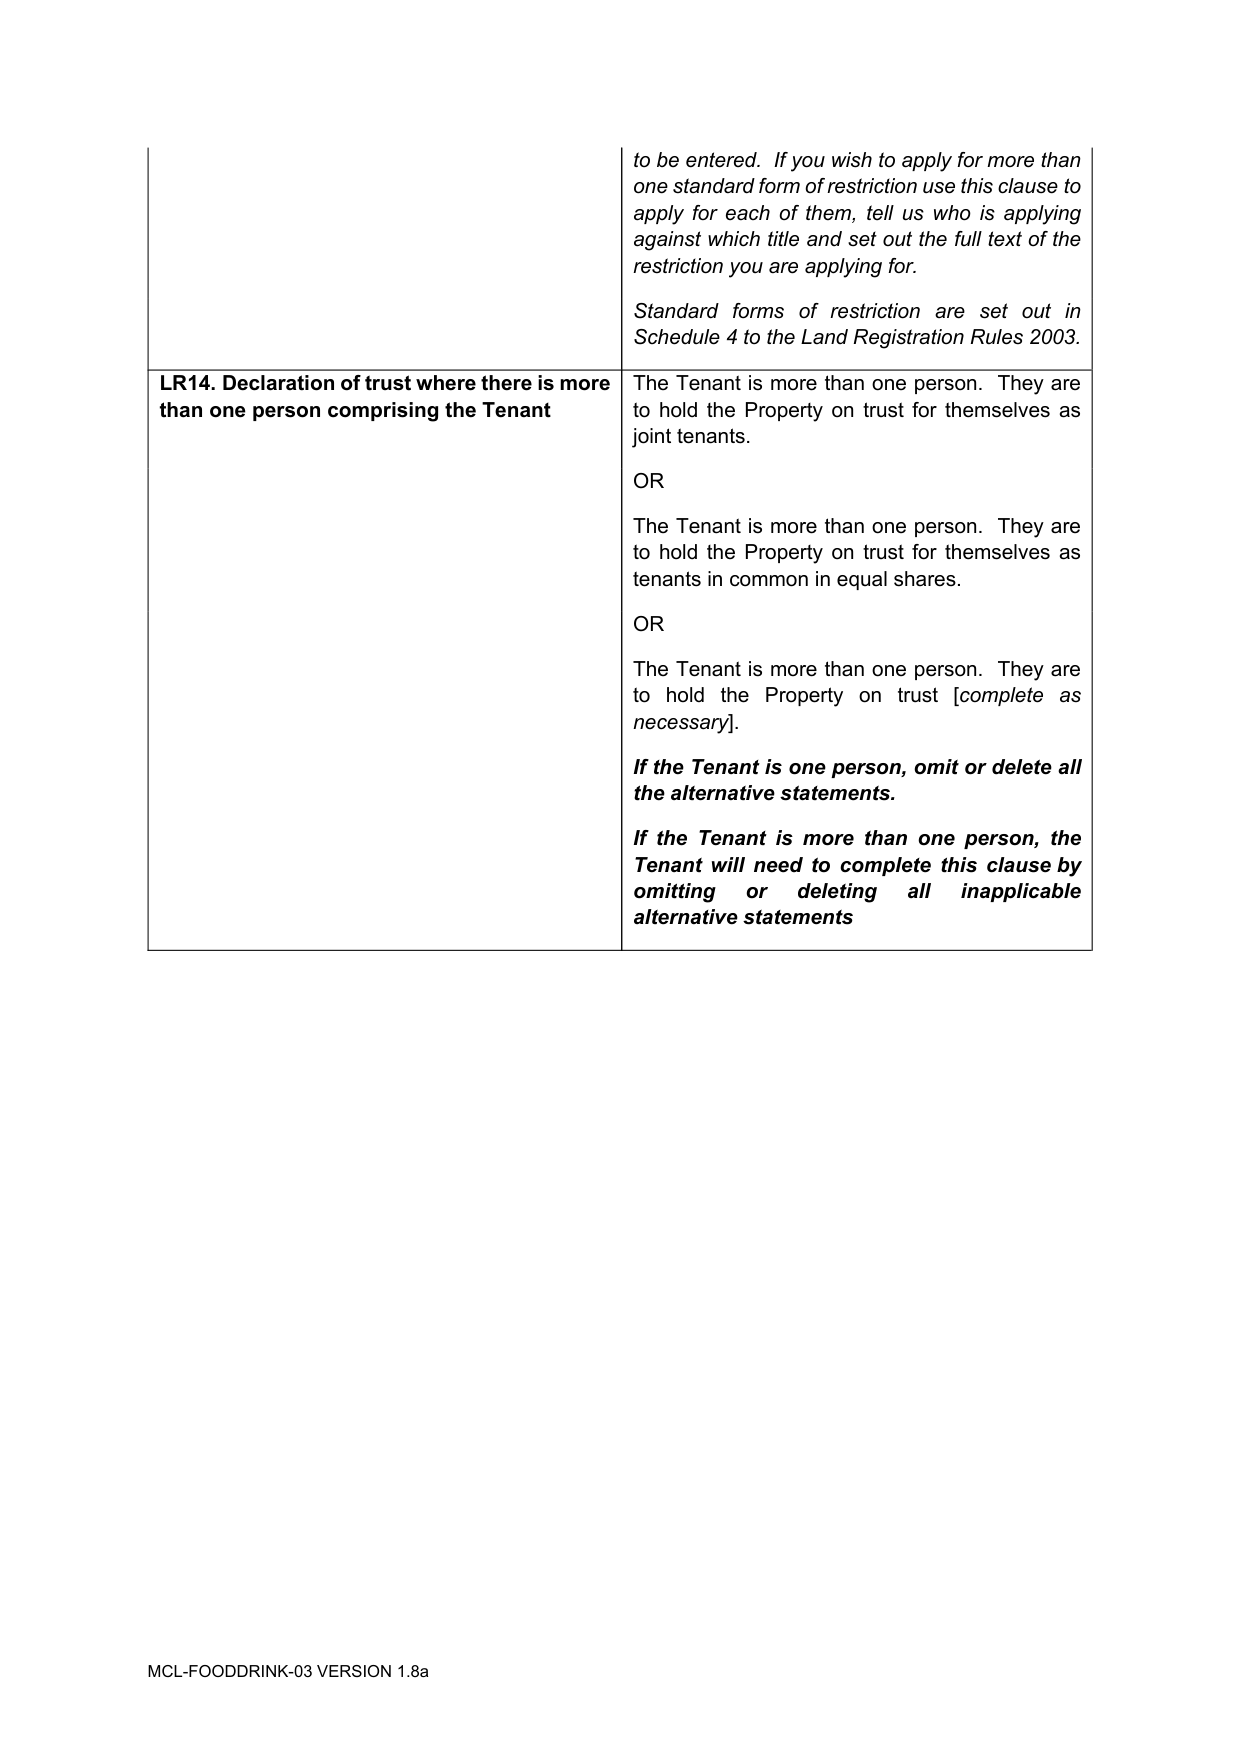 to be entered.  If you wish to apply for more than
one standard form of restriction use this clause to
apply for each of them, tell us who is applying
against which title and set out the full text of the
restriction you are applying for.
Standard forms of restriction are set out in
Schedule 4 to the Land Registration Rules 2003.
LR14. Declaration of trust where there is more
than one person comprising the Tenant
The Tenant is more than one person.  They are
to hold the Property on trust for themselves as
joint tenants.
OR
The Tenant is more than one person.  They are
to hold the Property on trust for themselves as
tenants in common in equal shares.
OR
The Tenant is more than one person.  They are
to hold the Property on trust [complete as
necessary].
If the Tenant is one person, omit or delete all
the alternative statements.
If the Tenant is more than one person, the
Tenant will need to complete this clause by
omitting or deleting all inapplicable
alternative statements
MCL-FOODDRINK-03 VERSION 1.8a